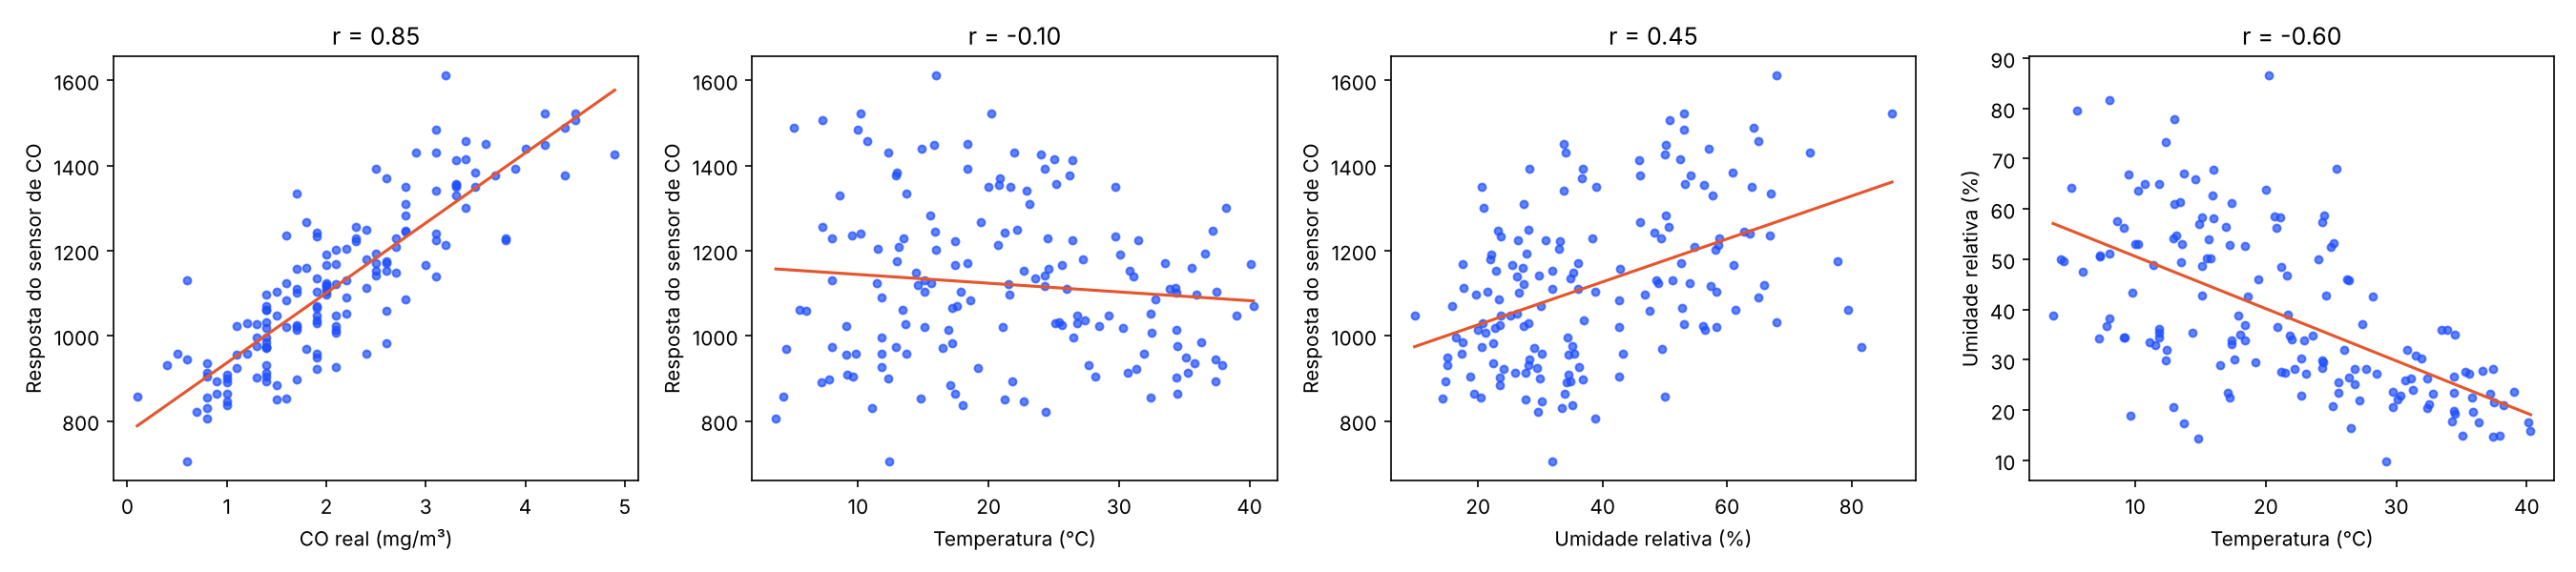 r = 0.85
Resposta do sensor de CO
1600
1400
1200
1000
800
0 1 2 3 4 5
CO real (mg/m³)
r = -0.10
Resposta do sensor de CO
1600
1400
1200
1000
800
10 20 30 40
Temperatura (°C)
r = 0.45
Resposta do sensor de CO
1600
1400
1200
1000
800
20 40 60 80
Umidade relativa (%)
r = -0.60
Umidade relativa (%)
90
80
70
60
50
40
30
20
10
10 20 30 40
Temperatura (°C)